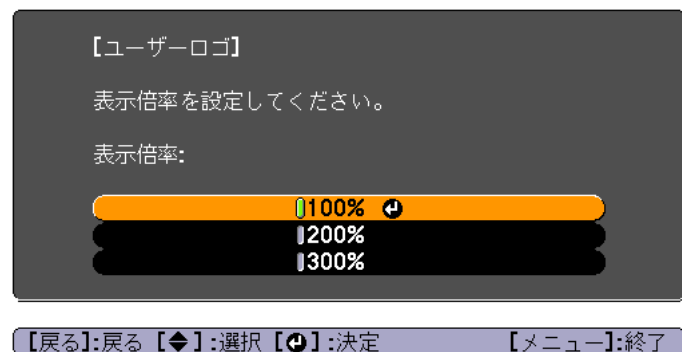 【ユーザーロゴ】
表示倍率を設定してください。
表示倍率:
100%
200%
300%
【戻る】:戻る 【◆】:選択 【⏎】:決定 【メニュー】:終了